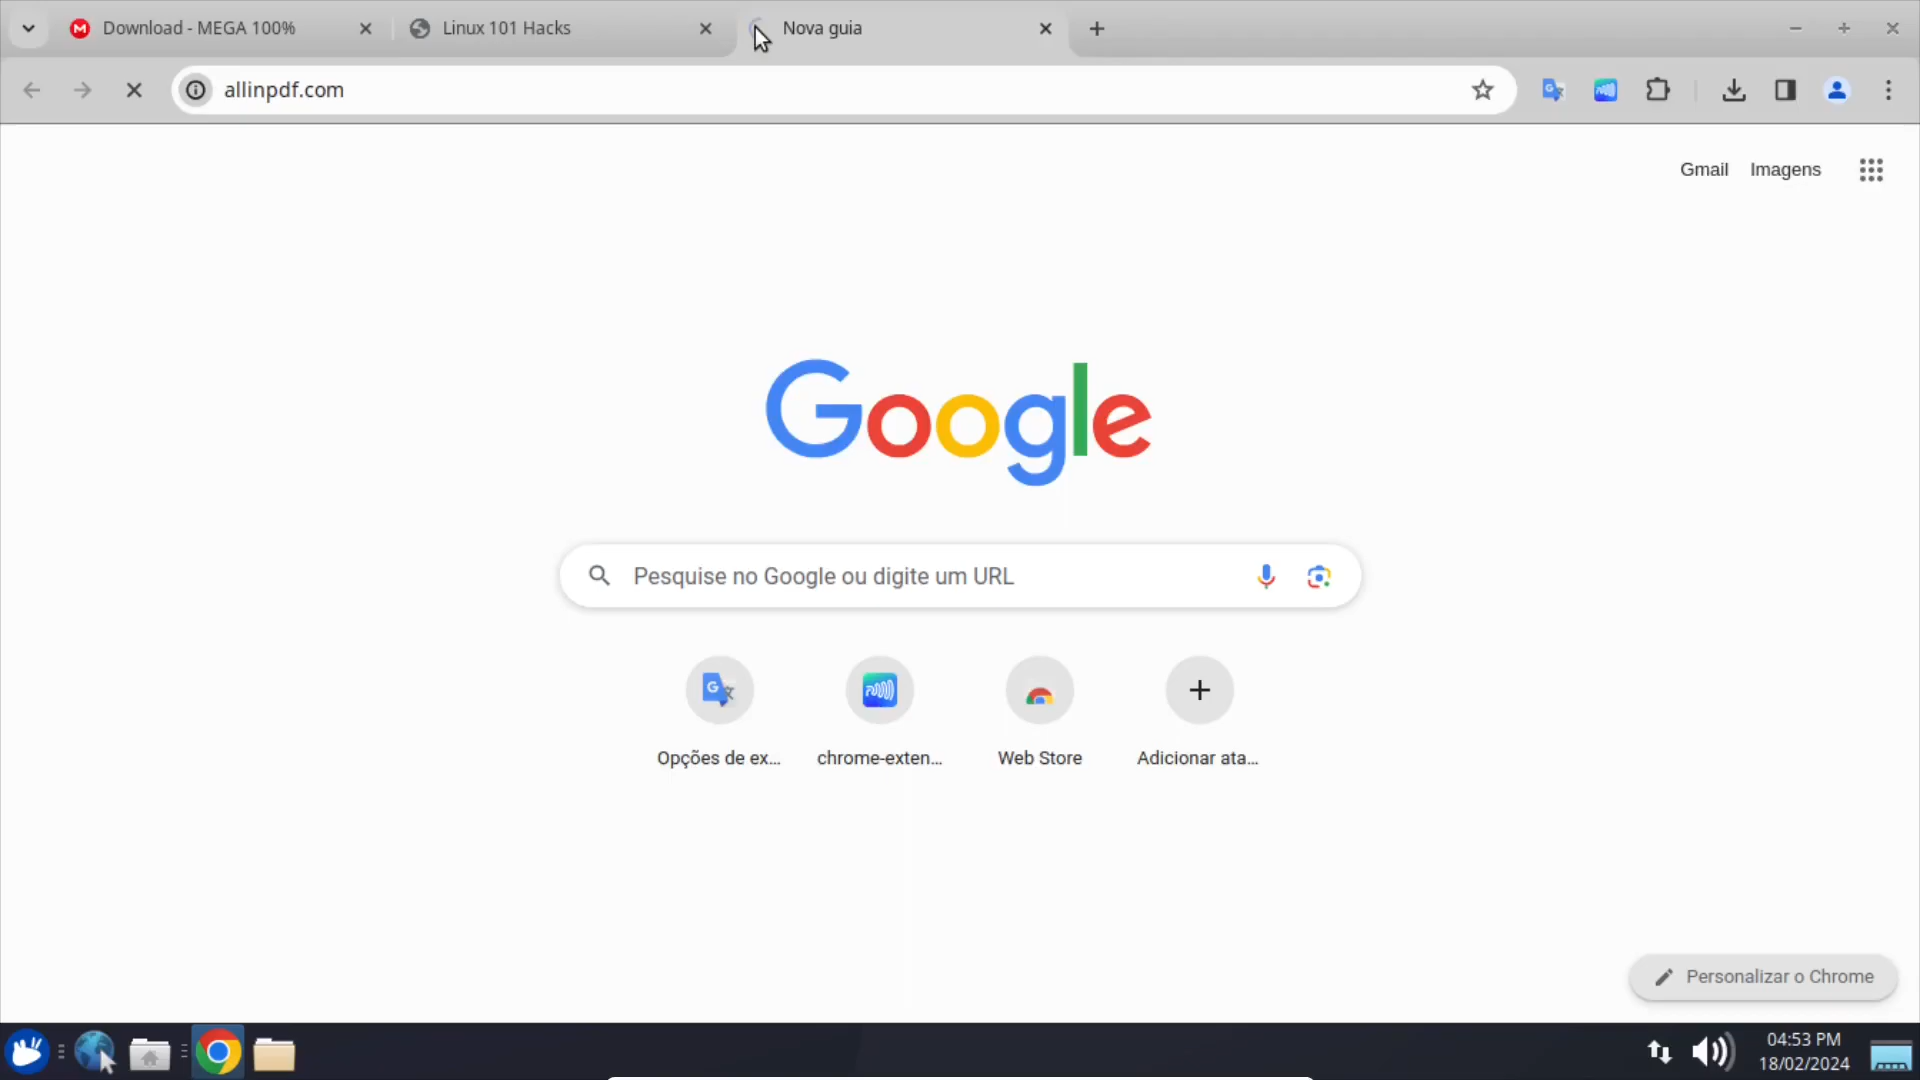 Download - MEGA 100%
Linux 101 Hacks
Nova guia
allinpdf.com
Gmail
Imagens
Google
Pesquise no Google ou digite um URL
Opções de ex...
chrome-exten...
Web Store
Adicionar ata...
Personalizar o Chrome
04:53 PM
18/02/2024